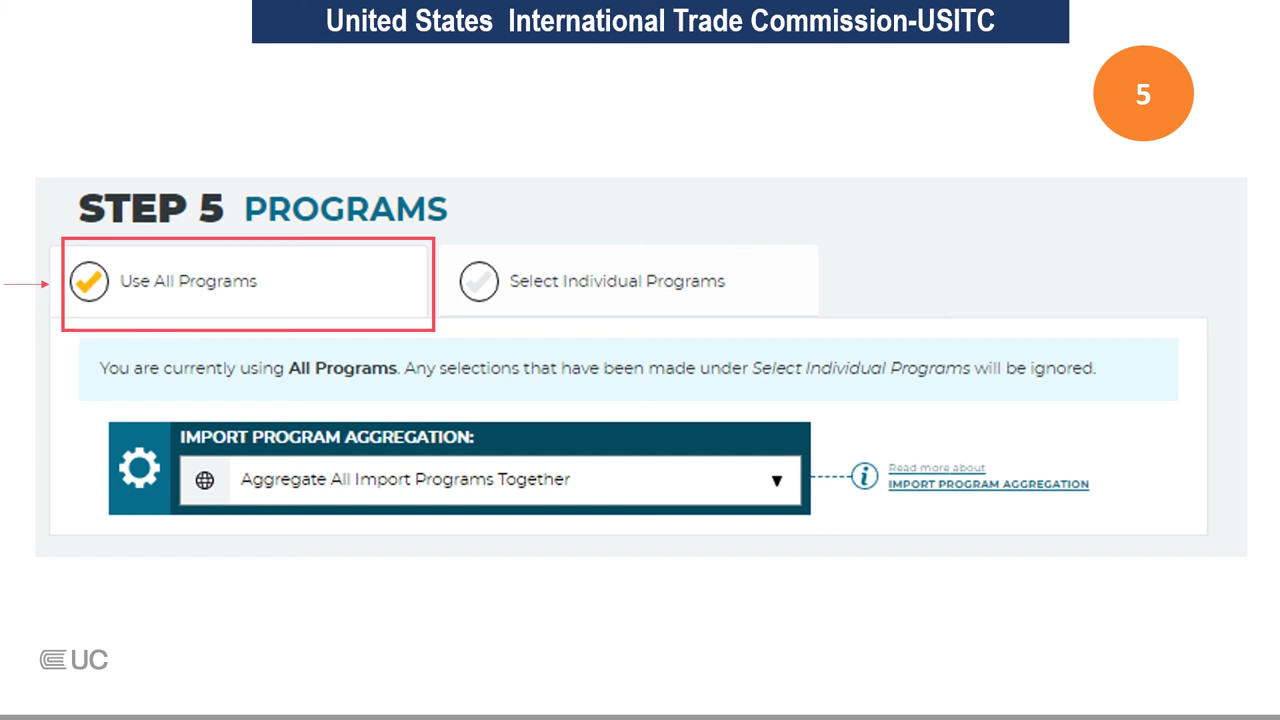 United States International Trade Commission-USITC
5
STEP 5 PROGRAMS
Use All Programs
Select Individual Programs
You are currently using All Programs. Any selections that have been made under Select Individual Programs will be ignored.
IMPORT PROGRAM AGGREGATION:
Aggregate All Import Programs Together
Read more about
IMPORT PROGRAM AGGREGATION
UC